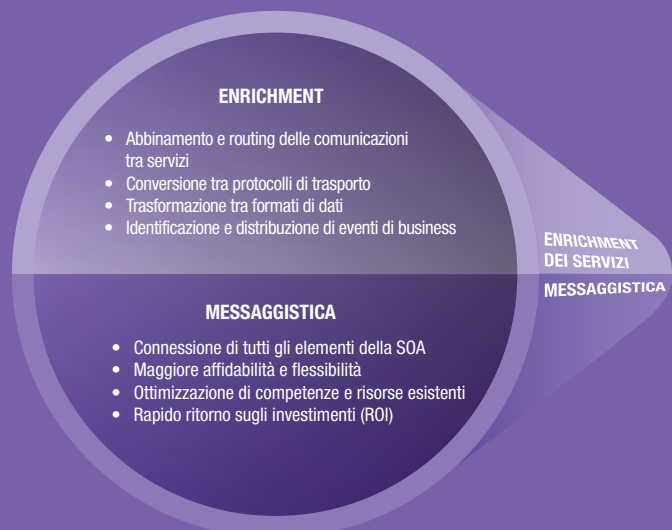 ENRICHMENT
• Abbinamento e routing delle comunicazioni
tra servizi
• Conversione tra protocolli di trasporto
• Trasformazione tra formati di dati
• Identificazione e distribuzione di eventi di business
MESSAGGISTICA
• Connessione di tutti gli elementi della SOA
• Maggiore affidabilità e flessibilità
• Ottimizzazione di competenze e risorse esistenti
• Rapido ritorno sugli investimenti (ROI)
ENRICHMENT
DEI SERVIZI
MESSAGGISTICA